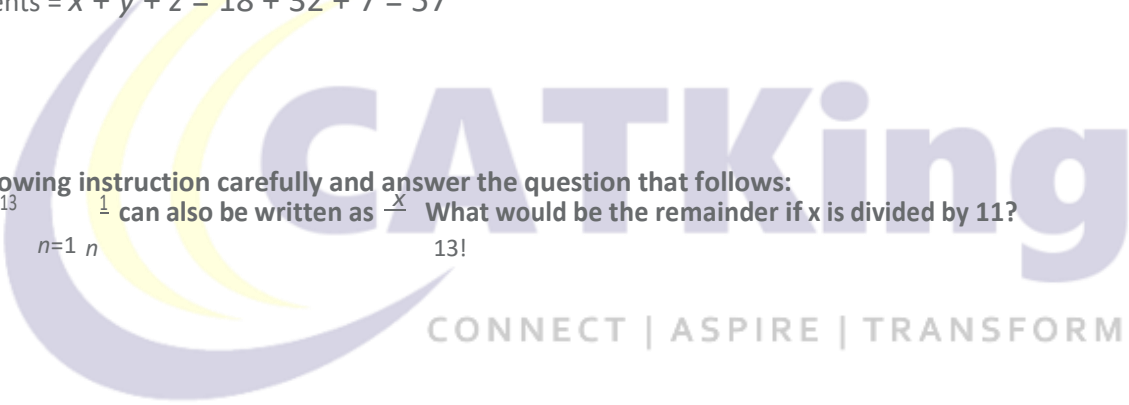 ents = x + y + z = 18 + 32 + 7 = 57
CATKing
owing instruction carefully and answer the question that follows:
13 1 can also be written as x What would be the remainder if x is divided by 11?
n=1 n 13!
CONNECT | ASPIRE | TRANSFORM